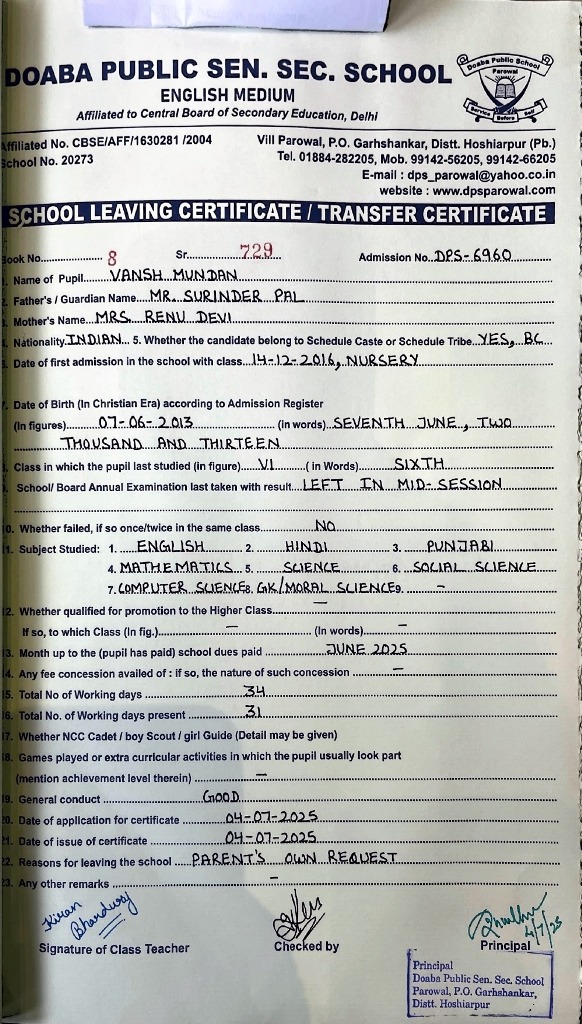 Doaba Public School
Parowal
Service Before Self
DOABA PUBLIC SEN. SEC. SCHOOL
ENGLISH MEDIUM
Affiliated to Central Board of Secondary Education, Delhi
Affiliated No. CBSE/AFF/1630281 /2004
School No. 20273
Vill Parowal, P.O. Garhshankar, Distt. Hoshiarpur (Pb.)
Tel. 01884-282205, Mob. 99142-56205, 99142-66205
E-mail : dps_parowal@yahoo.co.in
website : www.dpsparowal.com
SCHOOL LEAVING CERTIFICATE / TRANSFER CERTIFICATE
Book No. 8 Sr. 729 Admission No. DPS-6960
1. Name of Pupil VANSH MUNDAN
2. Father's / Guardian Name MR. SURINDER PAL
3. Mother's Name MRS. RENU DEVI
4. Nationality INDIAN 5. Whether the candidate belong to Schedule Caste or Schedule Tribe YES, BC
6. Date of first admission in the school with class 14-12-2016, NURSERY
7. Date of Birth (In Christian Era) according to Admission Register
(In figures) 07-06-2013 (in words) SEVENTH JUNE, TWO
THOUSAND AND THIRTEEN
8. Class in which the pupil last studied (in figure) VI (in Words) SIXTH
9. School/ Board Annual Examination last taken with result LEFT IN MID-SESSION
10. Whether failed, if so once/twice in the same class NO
11. Subject Studied: 1. ENGLISH 2. HINDI 3. PUNJABI
4. MATHEMATICS 5. SCIENCE 6. SOCIAL SCIENCE
7. COMPUTER SCIENCE 8. GK/MORAL SCIENCE 9. -
12. Whether qualified for promotion to the Higher Class —
If so, to which Class (In fig.) — (In words) —
13. Month up to the (pupil has paid) school dues paid JUNE 2025
14. Any fee concession availed of : if so, the nature of such concession —
15. Total No of Working days 34
16. Total No. of Working days present 31
17. Whether NCC Cadet / boy Scout / girl Guide (Detail may be given)
18. Games played or extra curricular activities in which the pupil usually look part
(mention achievement level therein) —
19. General conduct GOOD
20. Date of application for certificate 04-07-2025
21. Date of issue of certificate 04-07-2025
22. Reasons for leaving the school PARENT'S OWN REQUEST
23. Any other remarks -
Kiran Bhardwaj
4/7/25
Signature of Class Teacher Checked by Principal
Principal
Doaba Public Sen. Sec. School
Parowal, P.O. Garhshankar,
Distt. Hoshiarpur